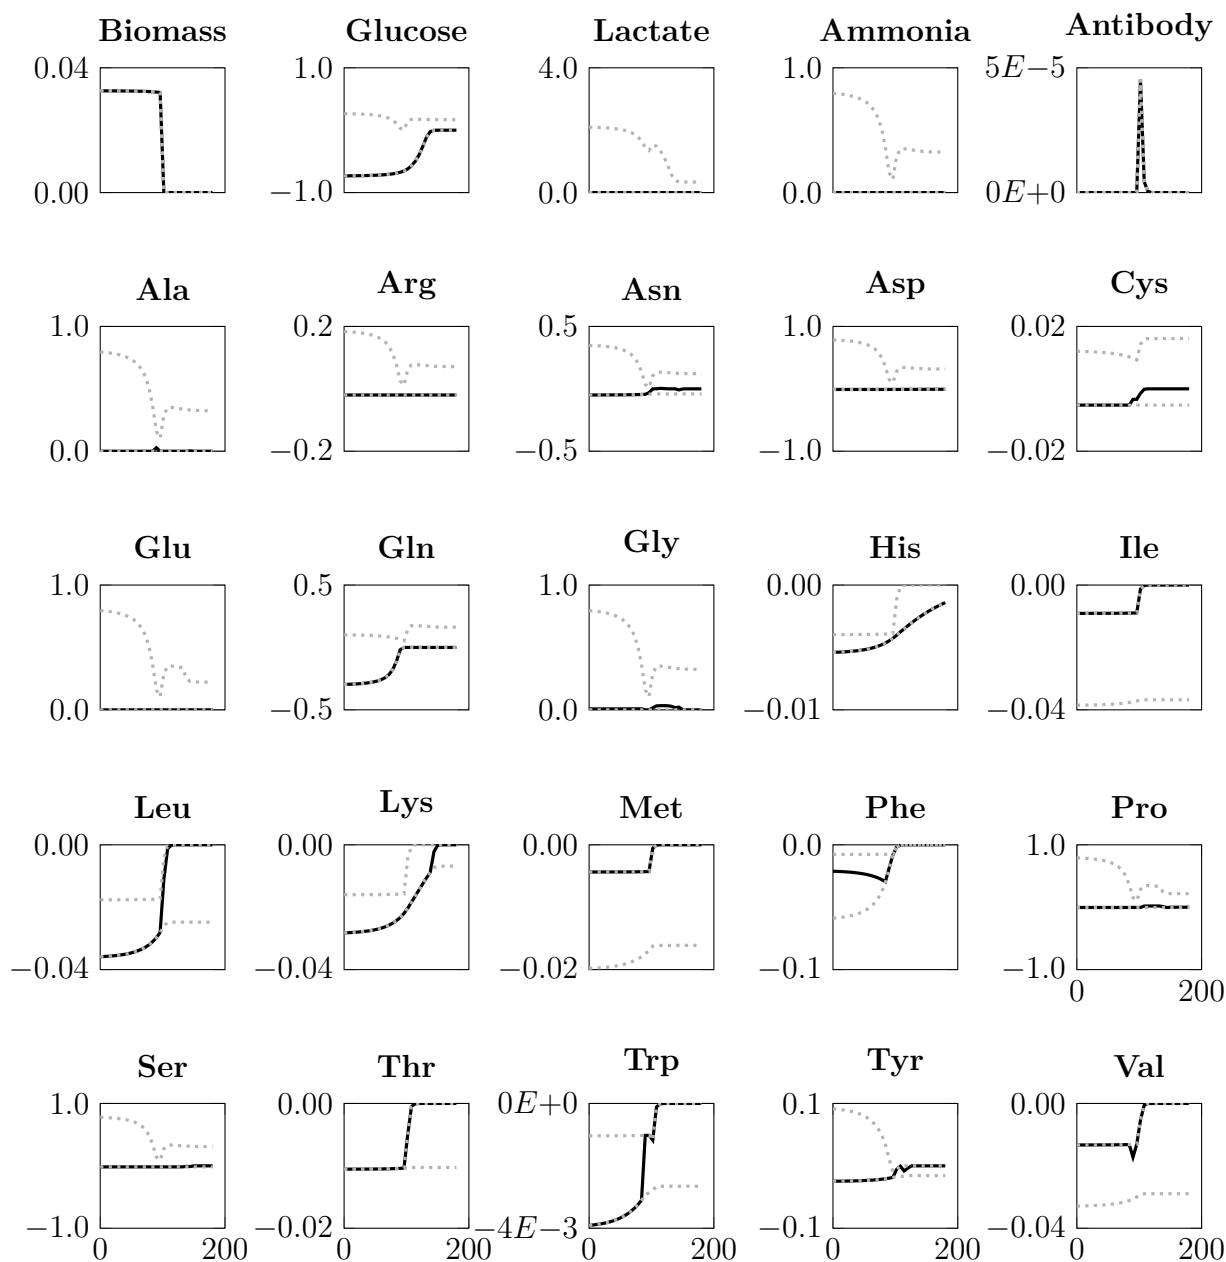 Biomass Glucose Lactate Ammonia Antibody
0.04 1.0 4.0 1.0 5E−5
0.00 −1.0 0.0 0.0 0E+0
Ala Arg Asn Asp Cys
1.0 0.2 0.5 1.0 0.02
0.0 −0.2 −0.5 −1.0 −0.02
Glu Gln Gly His Ile
1.0 0.5 1.0 0.00 0.00
0.0 −0.5 0.0 −0.01 −0.04
Leu Lys Met Phe Pro
0.00 0.00 0.00 0.0 1.0
−0.04 −0.04 −0.02 −0.1 −1.0
0 200
Ser Thr Trp Tyr Val
1.0 0.00 0E+0 0.1 0.00
−1.0 −0.02 −4E−3 −0.1 −0.04
0 200 0 200 0 200 0 200 0 200